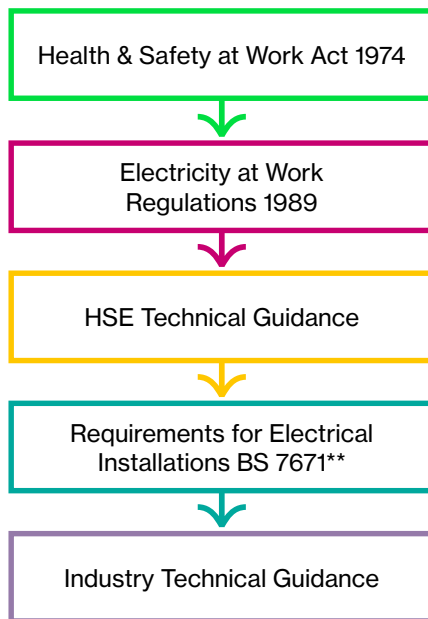 Health & Safety at Work Act 1974
Electricity at Work
Regulations 1989
HSE Technical Guidance
Requirements for Electrical
Installations BS 7671**
Industry Technical Guidance